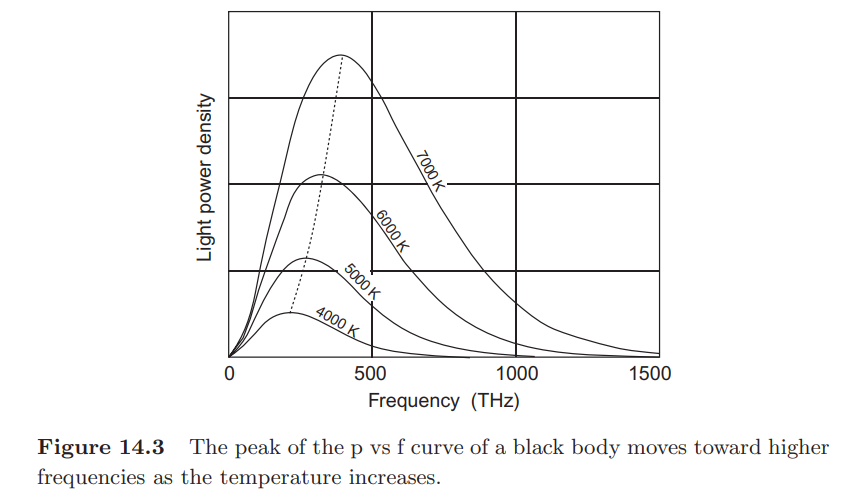 Light power density
7000 K
6000 K
5000 K
4000 K
0 500 1000 1500
Frequency (THz)
Figure 14.3 The peak of the p vs f curve of a black body moves toward higher
frequencies as the temperature increases.